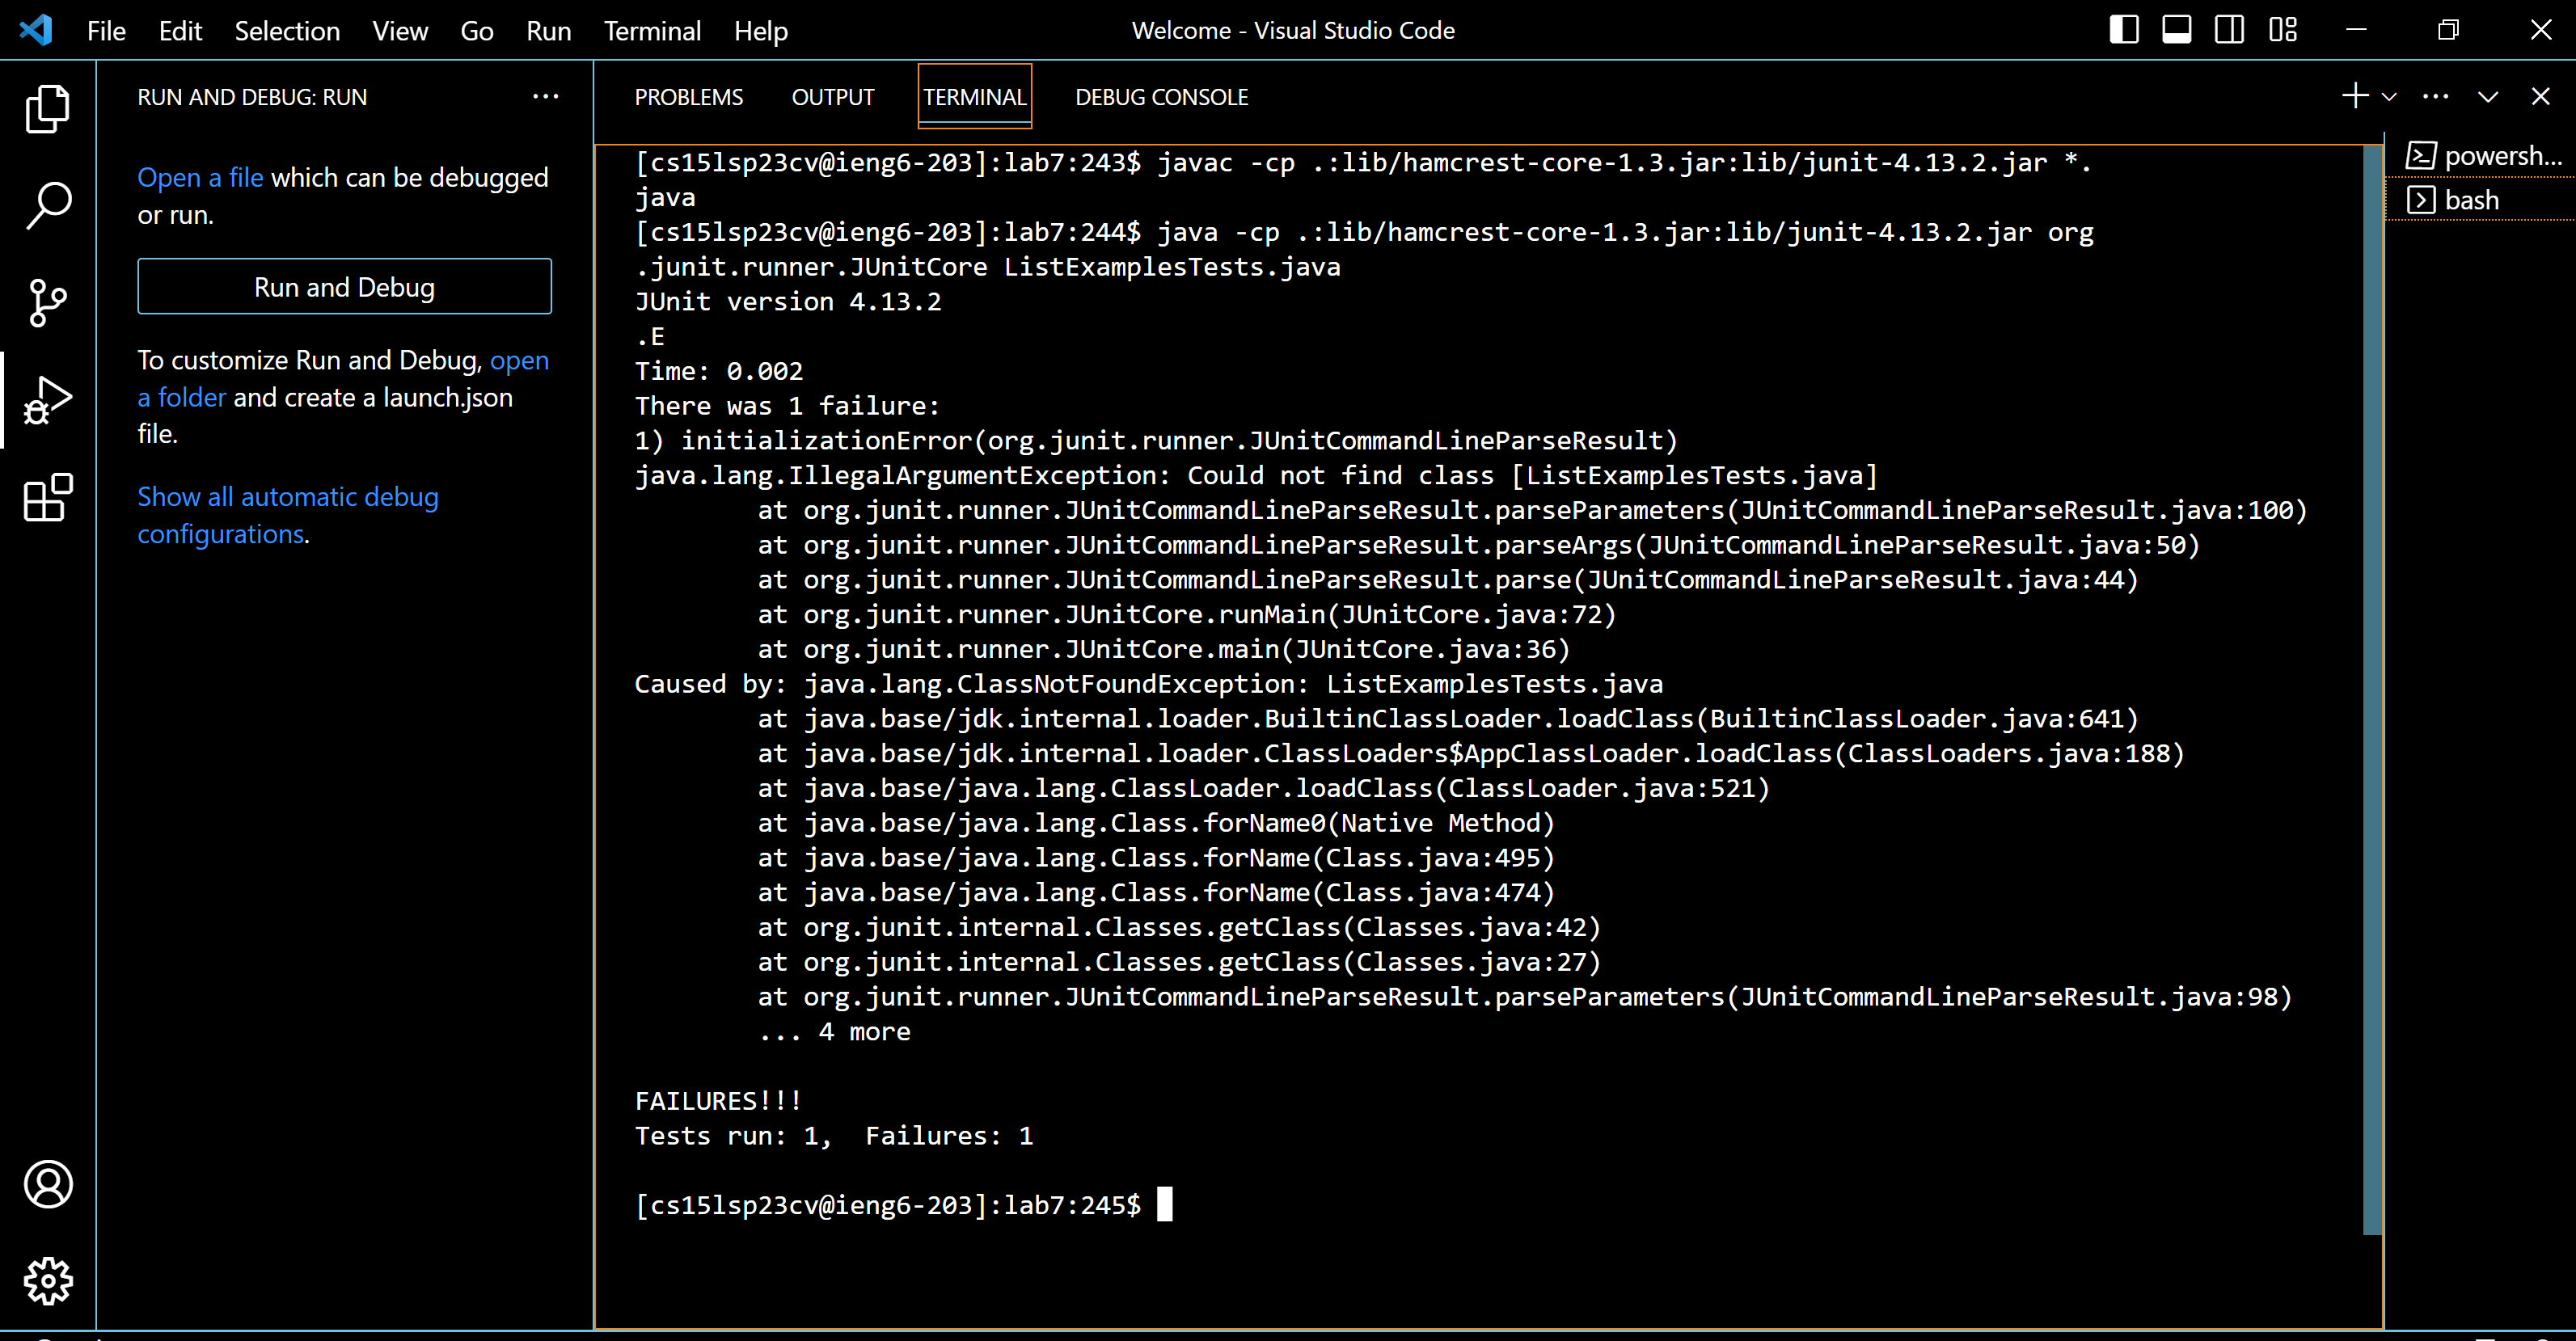 File Edit Selection View Go Run Terminal Help
Welcome - Visual Studio Code
RUN AND DEBUG: RUN
Open a file which can be debugged
or run.
Run and Debug
To customize Run and Debug, open
a folder and create a launch.json
file.
Show all automatic debug
configurations.
PROBLEMS OUTPUT TERMINAL DEBUG CONSOLE
[cs15lsp23cv@ieng6-203]:lab7:243$ javac -cp .:lib/hamcrest-core-1.3.jar:lib/junit-4.13.2.jar *.
java
[cs15lsp23cv@ieng6-203]:lab7:244$ java -cp .:lib/hamcrest-core-1.3.jar:lib/junit-4.13.2.jar org
.junit.runner.JUnitCore ListExamplesTests.java
JUnit version 4.13.2
.E
Time: 0.002
There was 1 failure:
1) initializationError(org.junit.runner.JUnitCommandLineParseResult)
java.lang.IllegalArgumentException: Could not find class [ListExamplesTests.java]
at org.junit.runner.JUnitCommandLineParseResult.parseParameters(JUnitCommandLineParseResult.java:100)
at org.junit.runner.JUnitCommandLineParseResult.parseArgs(JUnitCommandLineParseResult.java:50)
at org.junit.runner.JUnitCommandLineParseResult.parse(JUnitCommandLineParseResult.java:44)
at org.junit.runner.JUnitCore.runMain(JUnitCore.java:72)
at org.junit.runner.JUnitCore.main(JUnitCore.java:36)
Caused by: java.lang.ClassNotFoundException: ListExamplesTests.java
at java.base/jdk.internal.loader.BuiltinClassLoader.loadClass(BuiltinClassLoader.java:641)
at java.base/jdk.internal.loader.ClassLoaders$AppClassLoader.loadClass(ClassLoaders.java:188)
at java.base/java.lang.ClassLoader.loadClass(ClassLoader.java:521)
at java.base/java.lang.Class.forName0(Native Method)
at java.base/java.lang.Class.forName(Class.java:495)
at java.base/java.lang.Class.forName(Class.java:474)
at org.junit.internal.Classes.getClass(Classes.java:42)
at org.junit.internal.Classes.getClass(Classes.java:27)
at org.junit.runner.JUnitCommandLineParseResult.parseParameters(JUnitCommandLineParseResult.java:98)
... 4 more
FAILURES!!!
Tests run: 1,  Failures: 1
[cs15lsp23cv@ieng6-203]:lab7:245$
powersh...
bash